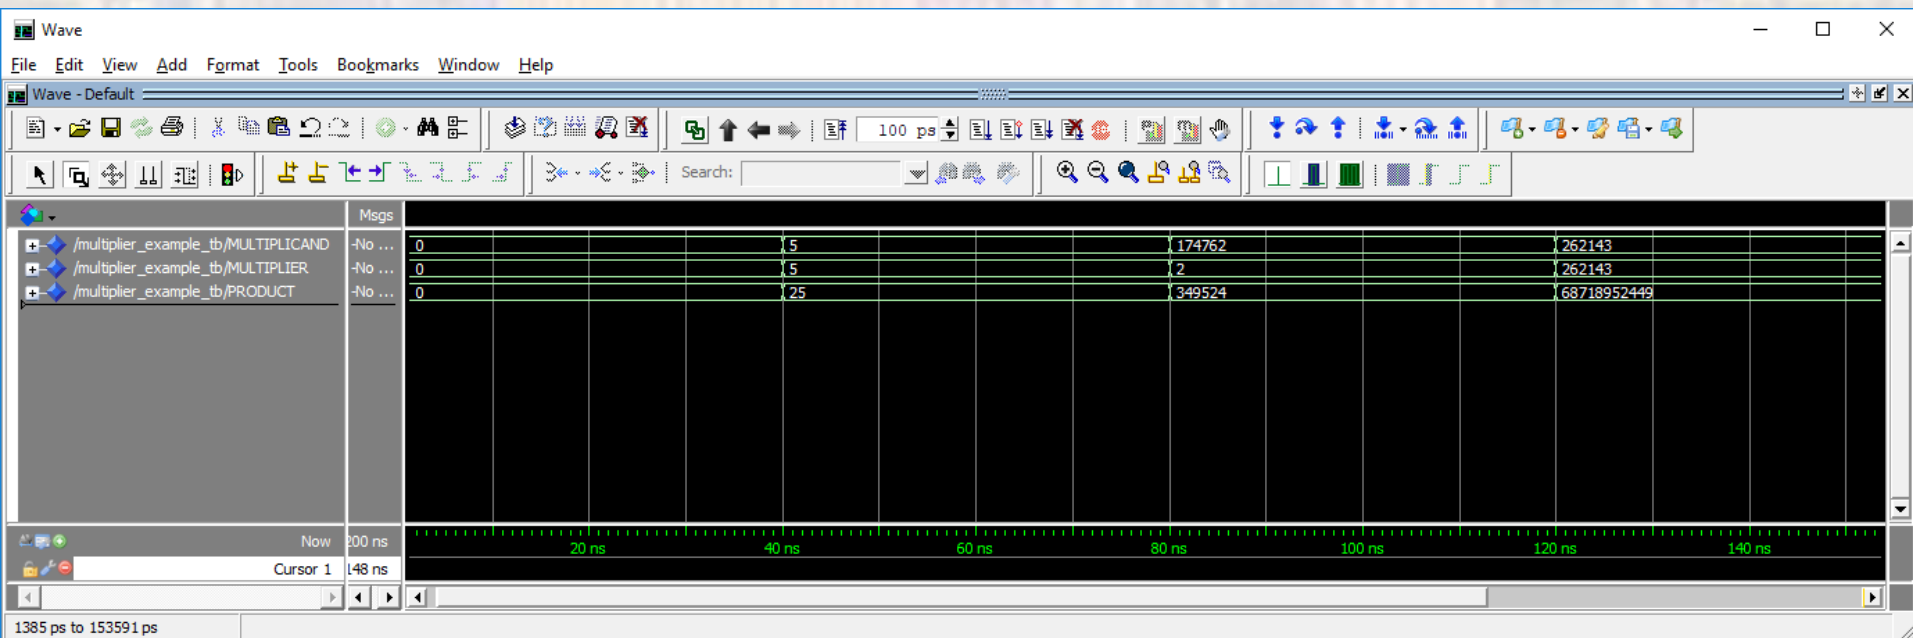 Wave
File Edit View Add Format Tools Bookmarks Window Help
Wave - Default
100 ps
Search:
Msgs
/multiplier_example_tb/MULTIPLICAND -No ... 0 5 174762 262143
/multiplier_example_tb/MULTIPLIER -No ... 0 5 2 262143
/multiplier_example_tb/PRODUCT -No ... 0 25 349524 68718952449
Now 200 ns 20 ns 40 ns 60 ns 80 ns 100 ns 120 ns 140 ns
Cursor 1 148 ns
1385 ps to 153591 ps